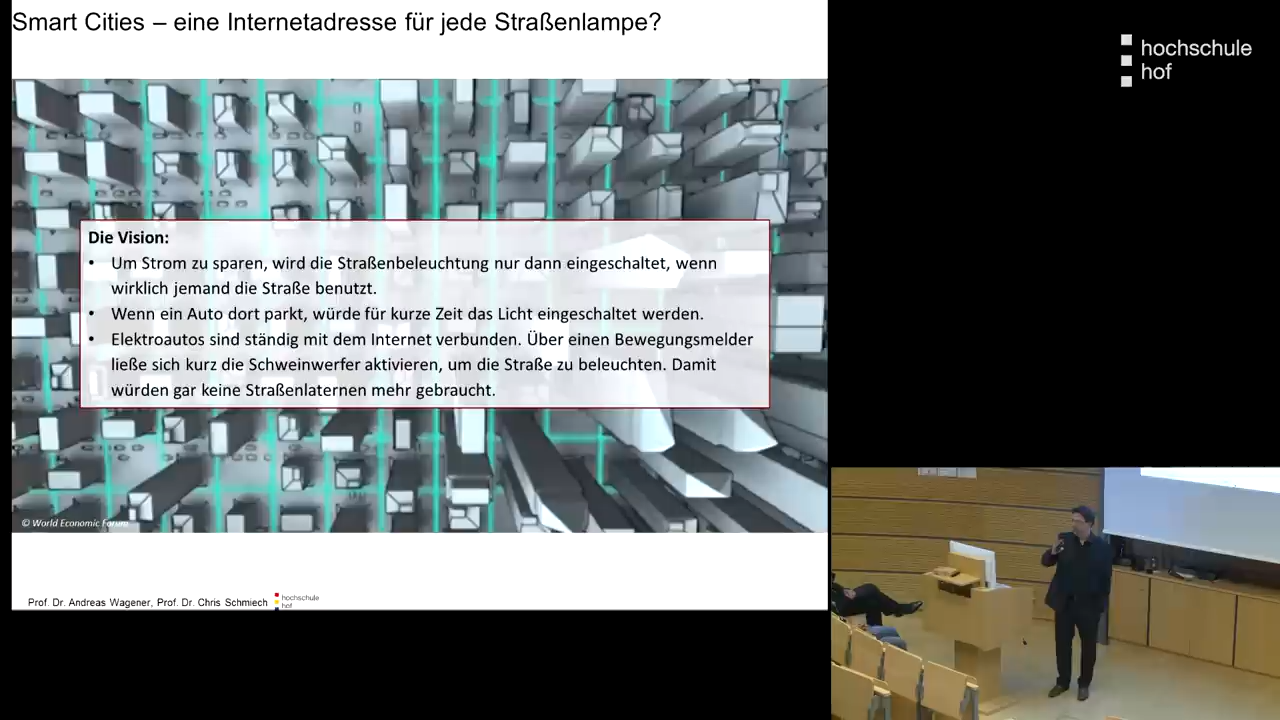 Smart Cities – eine Internetadresse für jede Straßenlampe?
hochschule
hof
Die Vision:
• Um Strom zu sparen, wird die Straßenbeleuchtung nur dann eingeschaltet, wenn
wirklich jemand die Straße benutzt.
• Wenn ein Auto dort parkt, würde für kurze Zeit das Licht eingeschaltet werden.
• Elektroautos sind ständig mit dem Internet verbunden. Über einen Bewegungsmelder
ließe sich kurz die Schweinwerfer aktivieren, um die Straße zu beleuchten. Damit
würden gar keine Straßenlaternen mehr gebraucht.
© World Economic Forum
Prof. Dr. Andreas Wagener, Prof. Dr. Chris Schmiech
hochschule
hof